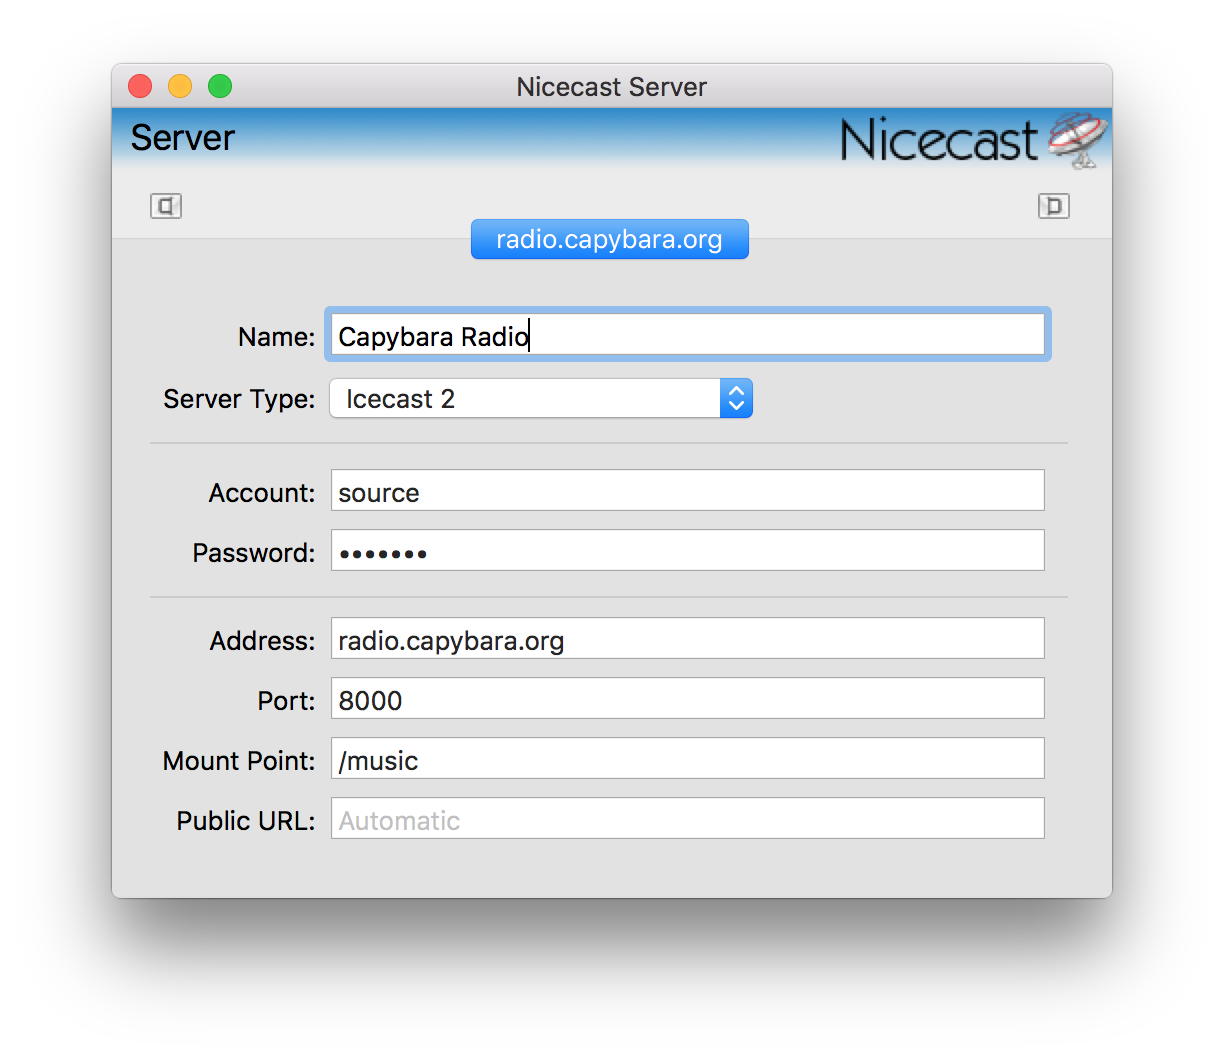 Nicecast Server
Server
Nicecast
radio.capybara.org
Name: Capybara Radio
Server Type: Icecast 2
Account: source
Password: •••••••
Address: radio.capybara.org
Port: 8000
Mount Point: /music
Public URL: Automatic